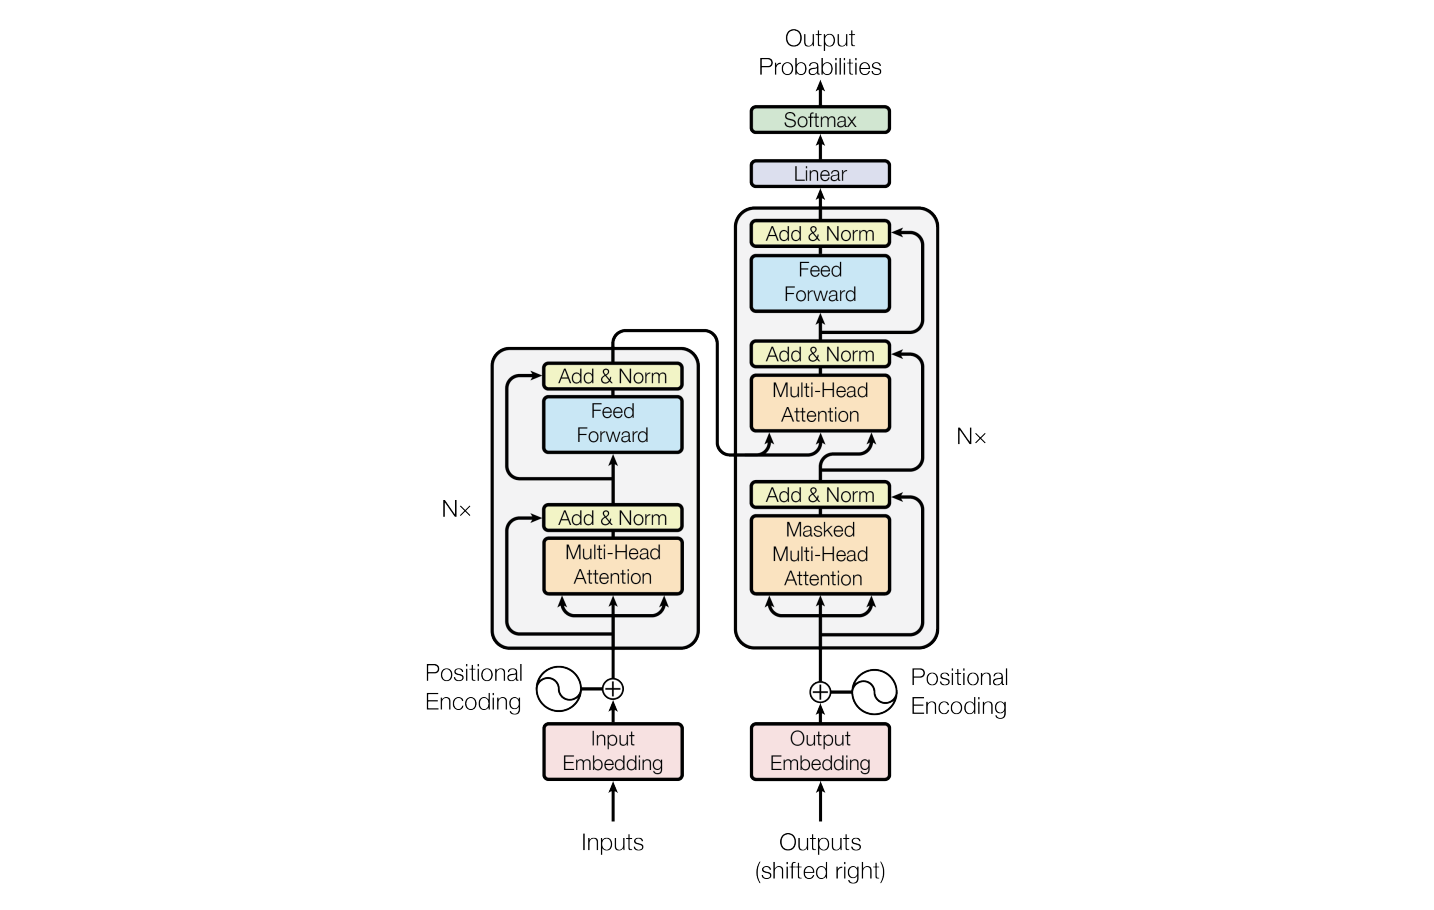 Output
Probabilities
Softmax
Linear
Add & Norm
Feed
Forward
Add & Norm
Multi-Head
Attention
N×
Add & Norm
Masked
Multi-Head
Attention
Add & Norm
Feed
Forward
N×
Add & Norm
Multi-Head
Attention
Positional
Encoding
Positional
Encoding
Input
Embedding
Output
Embedding
Inputs
Outputs
(shifted right)